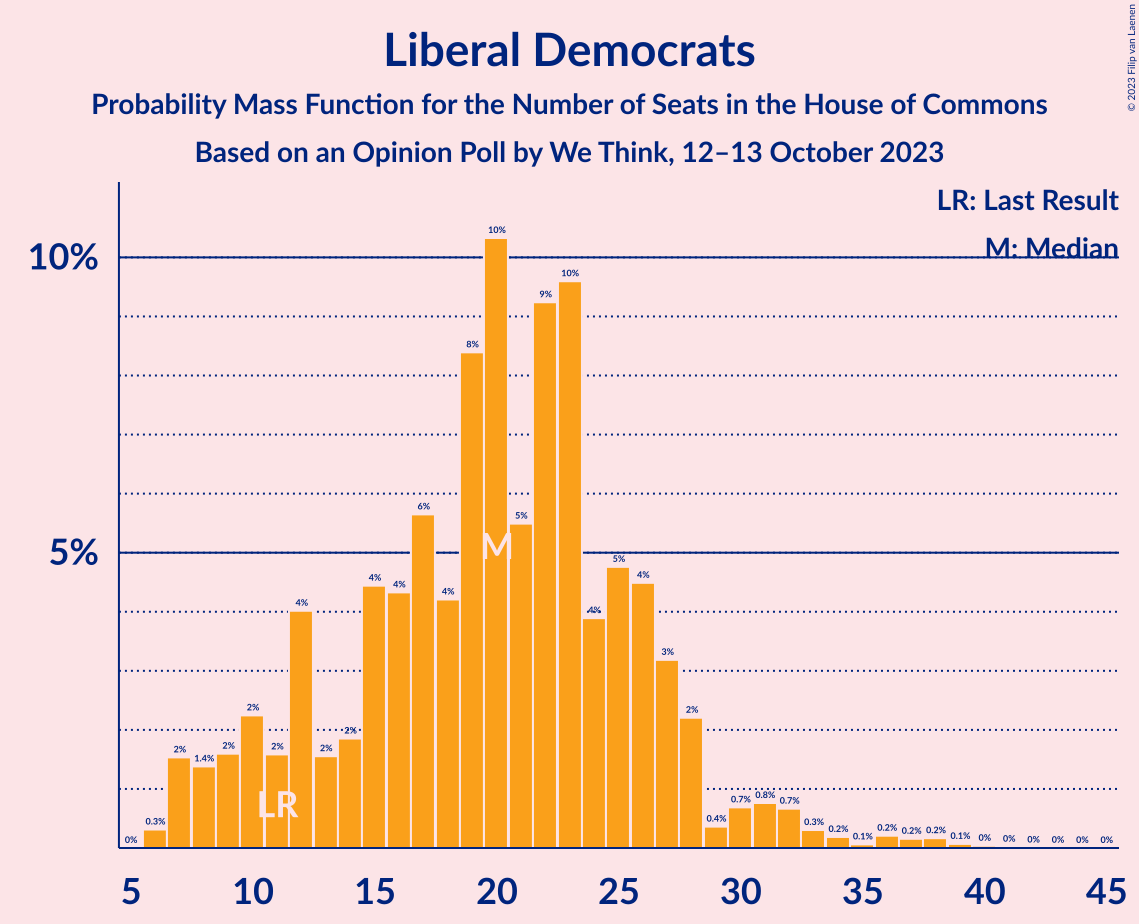 © 2023 Filip van Laenen
Liberal Democrats
Probability Mass Function for the Number of Seats in the House of Commons
Based on an Opinion Poll by We Think, 12–13 October 2023
LR: Last Result
M: Median
10%
5%
0% 0.3% 2% 1.4% 2% 2% 2% 4% 2% 2% 4% 4% 6% 4% 8% 10% 5% 9% 10% 4% 5% 4% 3% 2% 0.4% 0.7% 0.8% 0.7% 0.3% 0.2% 0.1% 0.2% 0.2% 0.2% 0.1% 0% 0% 0% 0% 0% 0%
M
LR
5 10 15 20 25 30 35 40 45